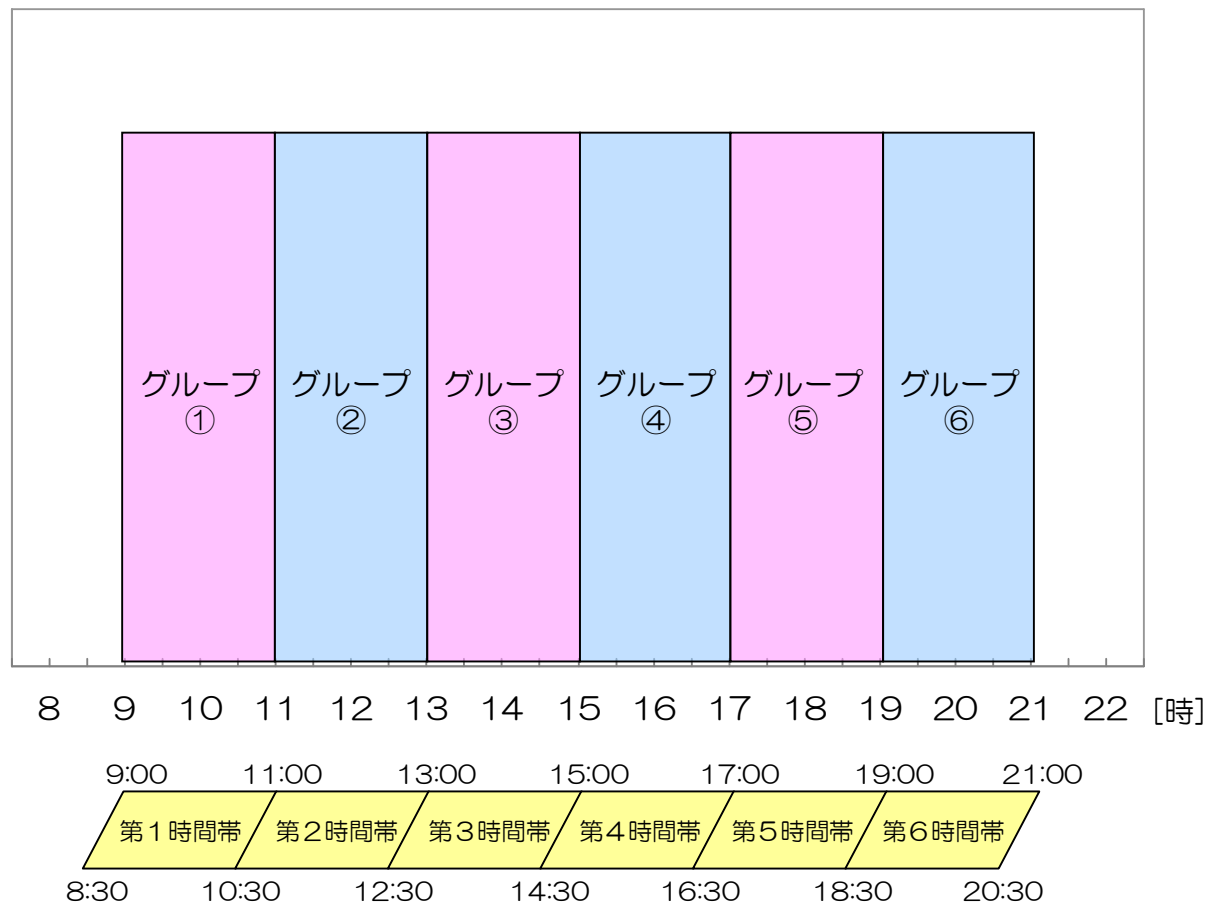 グループ
①
グループ
②
グループ
③
グループ
④
グループ
⑤
グループ
⑥
8 9 10 11 12 13 14 15 16 17 18 19 20 21 22 [時]
9:00 11:00 13:00 15:00 17:00 19:00 21:00
第1時間帯 第2時間帯 第3時間帯 第4時間帯 第5時間帯 第6時間帯
8:30 10:30 12:30 14:30 16:30 18:30 20:30